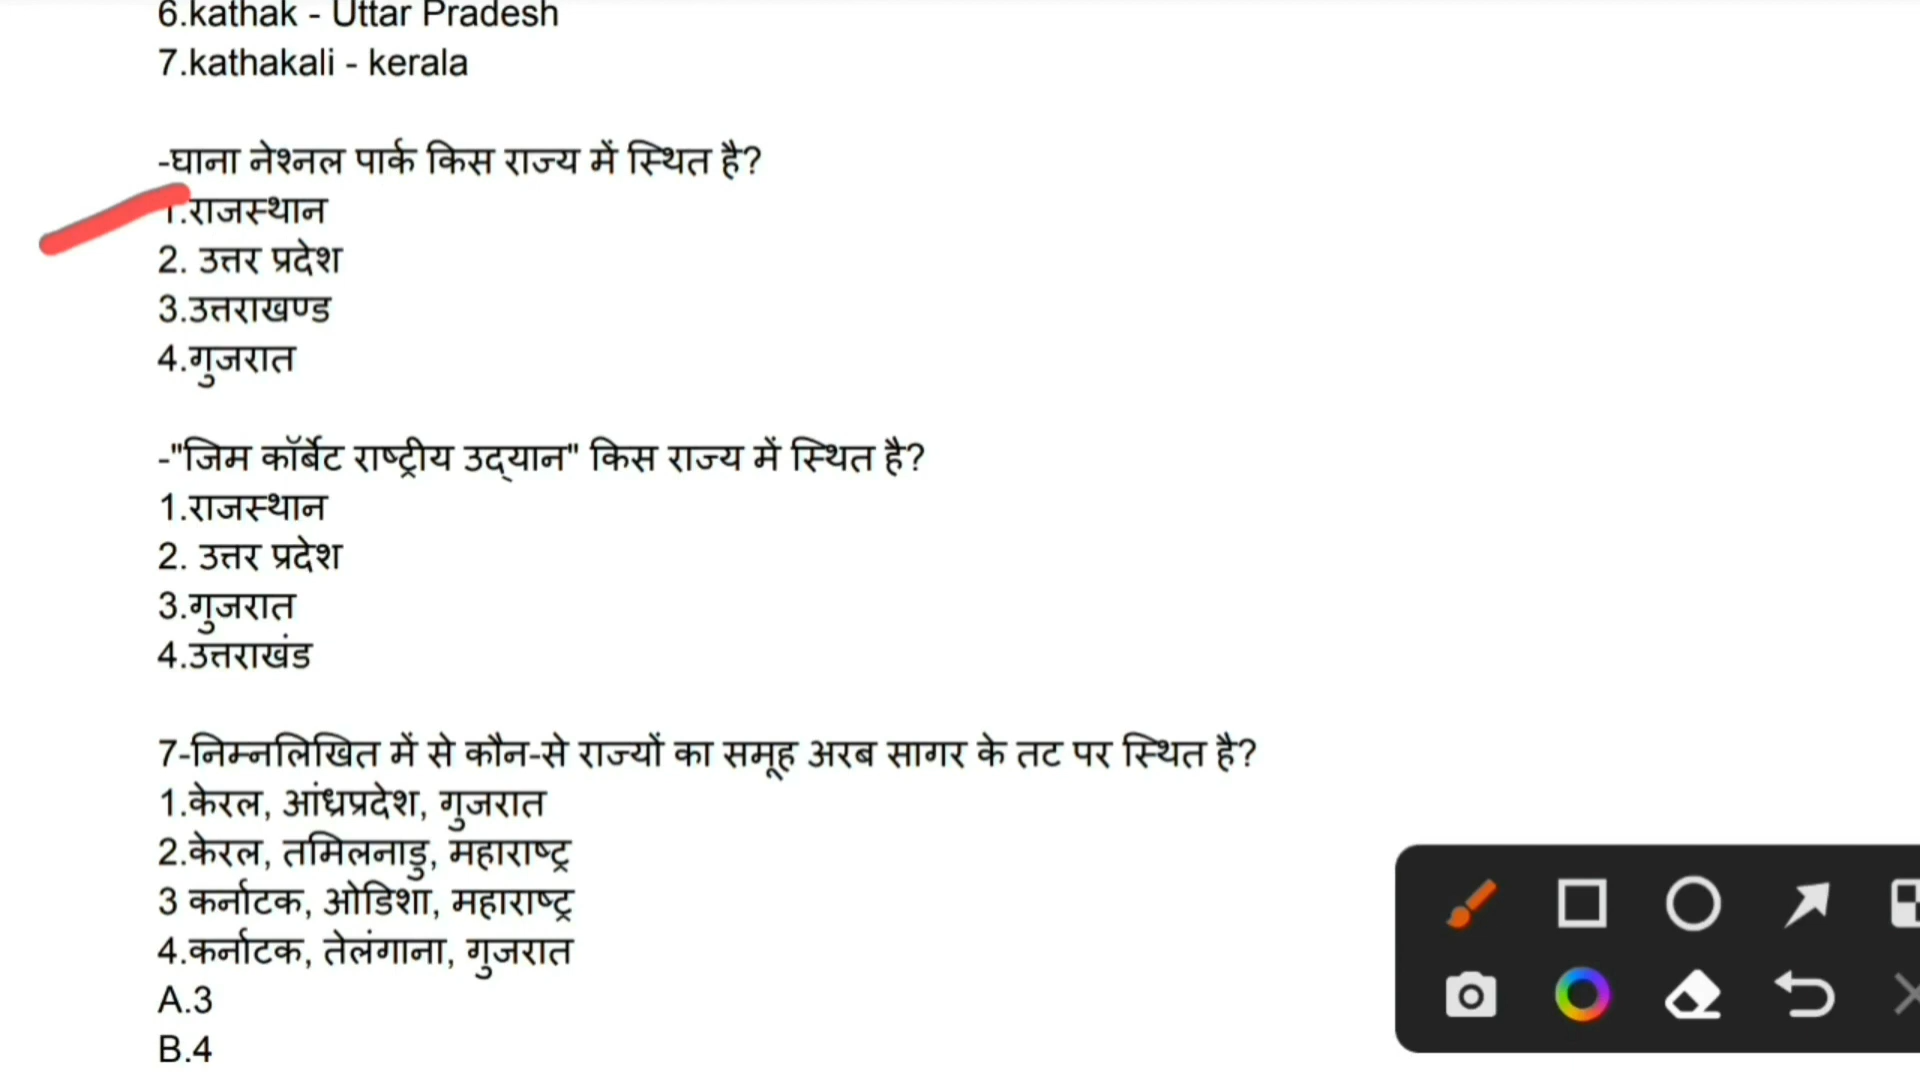 6.kathak - Uttar Pradesh
7.kathakali - kerala
-घाना नेश्नल पार्क किस राज्य में स्थित है?
1.राजस्थान
2. उत्तर प्रदेश
3.उत्तराखण्ड
4.गुजरात
-"जिम कॉर्बेट राष्ट्रीय उद्यान" किस राज्य में स्थित है?
1.राजस्थान
2. उत्तर प्रदेश
3.गुजरात
4.उत्तराखंड
7-निम्नलिखित में से कौन-से राज्यों का समूह अरब सागर के तट पर स्थित है?
1.केरल, आंध्रप्रदेश, गुजरात
2.केरल, तमिलनाडु, महाराष्ट्र
3 कर्नाटक, ओडिशा, महाराष्ट्र
4.कर्नाटक, तेलंगाना, गुजरात
A.3
B.4